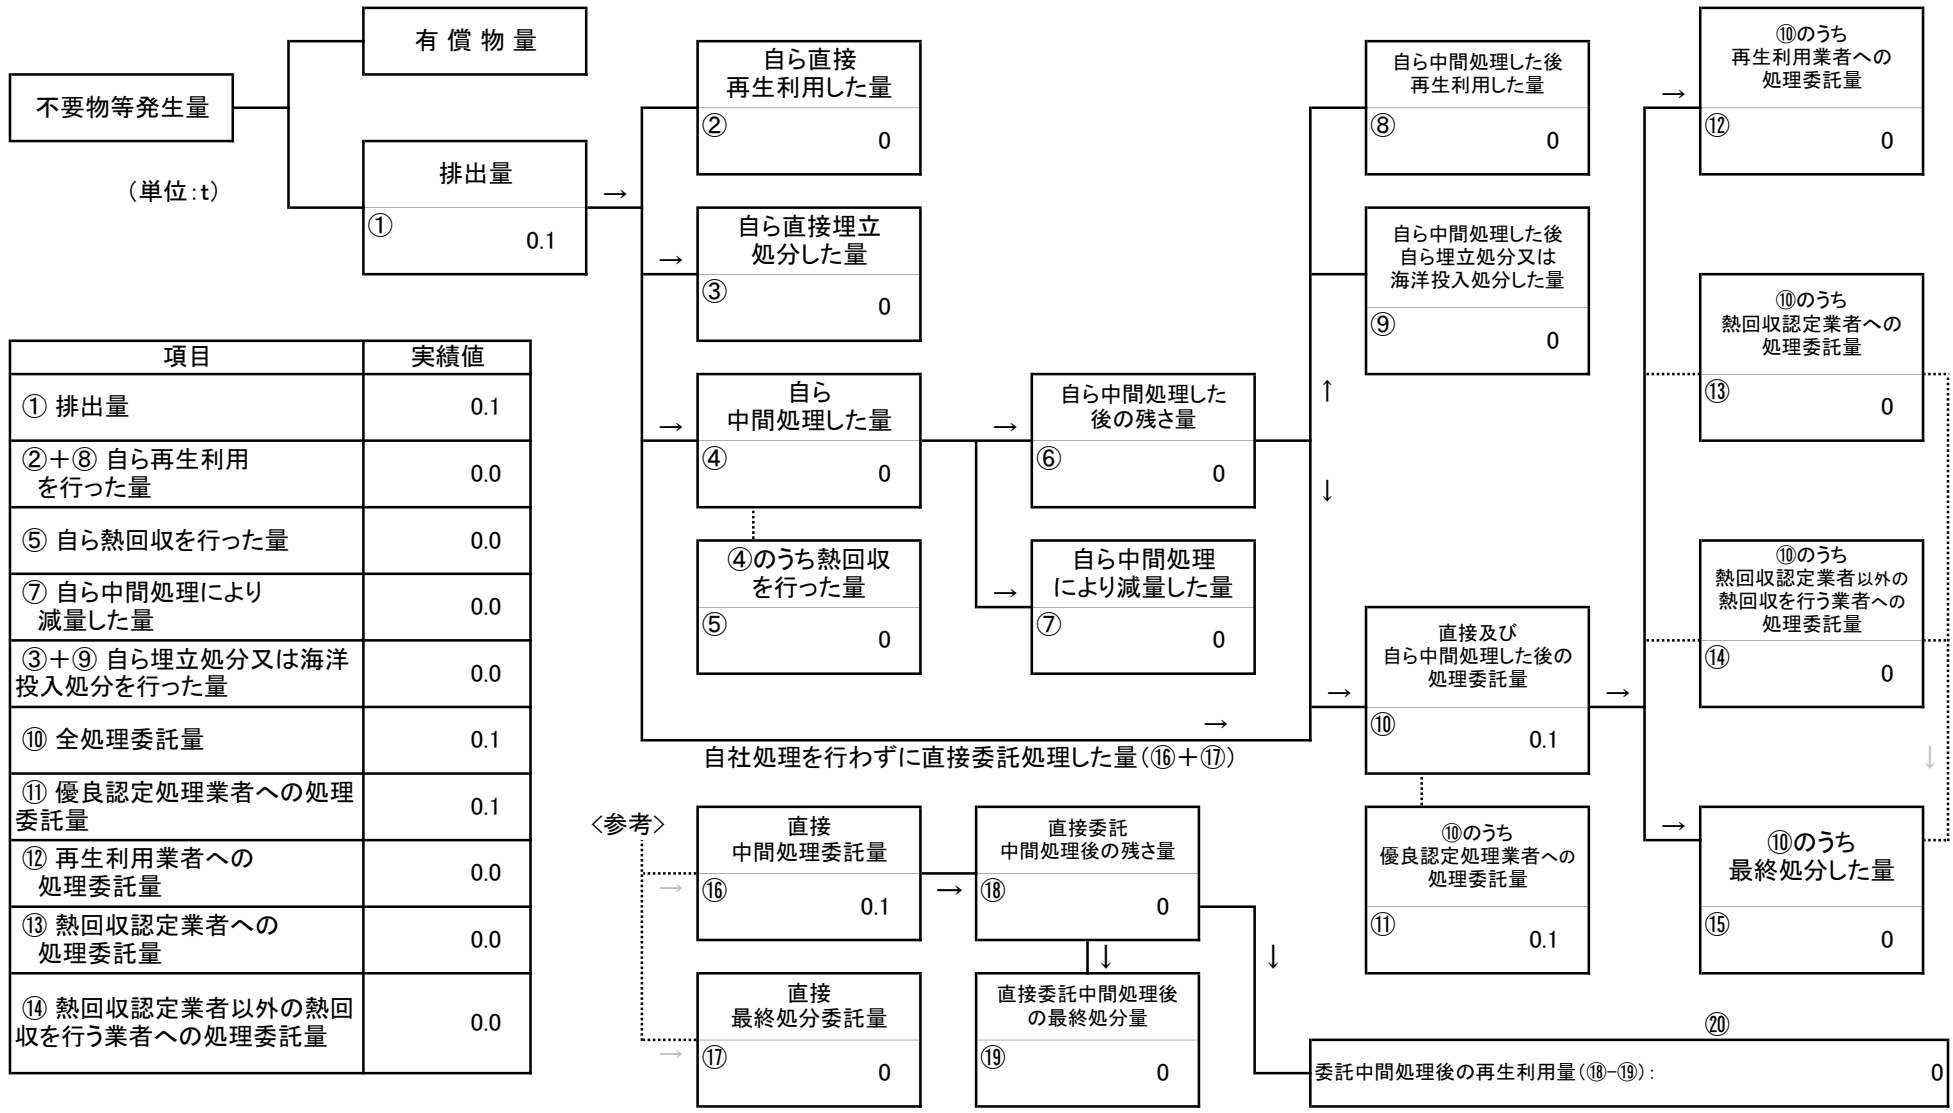 不要物等発生量
有 償 物 量
(単位:t)
排出量
①
0.1
→
自ら直接
再生利用した量
②
0
→
自ら直接埋立
処分した量
③
0
→
自ら
中間処理した量
④
0
④のうち熱回収
を行った量
⑤
0
→
自ら中間処理した
後の残さ量
⑥
0
→
自ら中間処理
により減量した量
⑦
0
↑
↓
自ら中間処理した後
再生利用した量
⑧
0
自ら中間処理した後
自ら埋立処分又は
海洋投入処分した量
⑨
0
→
自社処理を行わずに直接委託処理した量(⑯+⑰)
→
直接及び
自ら中間処理した後の
処理委託量
⑩
0.1
⑩のうち
優良認定処理業者への
処理委託量
⑪
0.1
→
→
⑩のうち
再生利用業者への
処理委託量
⑫
0
⑩のうち
熱回収認定業者への
処理委託量
⑬
0
⑩のうち
熱回収認定業者以外の
熱回収を行う業者への
処理委託量
⑭
0
↓
→
⑩のうち
最終処分した量
⑮
0
項目 実績値
① 排出量 0.1
②+⑧ 自ら再生利用
を行った量 0.0
⑤ 自ら熱回収を行った量 0.0
⑦ 自ら中間処理により
減量した量 0.0
③+⑨ 自ら埋立処分又は海洋
投入処分を行った量 0.0
⑩ 全処理委託量 0.1
⑪ 優良認定処理業者への処理
委託量 0.1
⑫ 再生利用業者への
処理委託量 0.0
⑬ 熱回収認定業者への
処理委託量 0.0
⑭ 熱回収認定業者以外の熱回
収を行う業者への処理委託量 0.0
<参考>
→
直接
中間処理委託量
⑯
0.1
→
直接
最終処分委託量
⑰
0
→
直接委託
中間処理後の残さ量
⑱
0
↓
直接委託中間処理後
の最終処分量
⑲
0
↓
⑳
委託中間処理後の再生利用量(⑱-⑲): 0